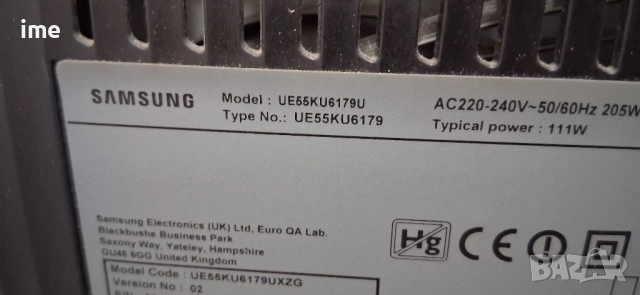 ime
SAMSUNG
Model : UE55KU6179U
Type No.: UE55KU6179
AC220-240V~50/60Hz 205W
Typical power : 111W
Samsung Electronics (UK) Ltd, Euro QA Lab.
Blackbushe Business Park
Saxony Way, Yateley, Hampshire
GU46 6GG United Kingdom
Hg
CE
Model Code : UE55KU6179UXZG
Version No : 02
БАЗАР